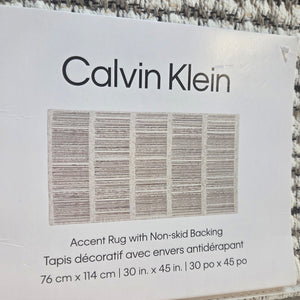 Calvin Klein
Accent Rug with Non-skid Backing
Tapis décoratif avec envers antidérapant
76 cm x 114 cm | 30 in. x 45 in. | 30 po x 45 po